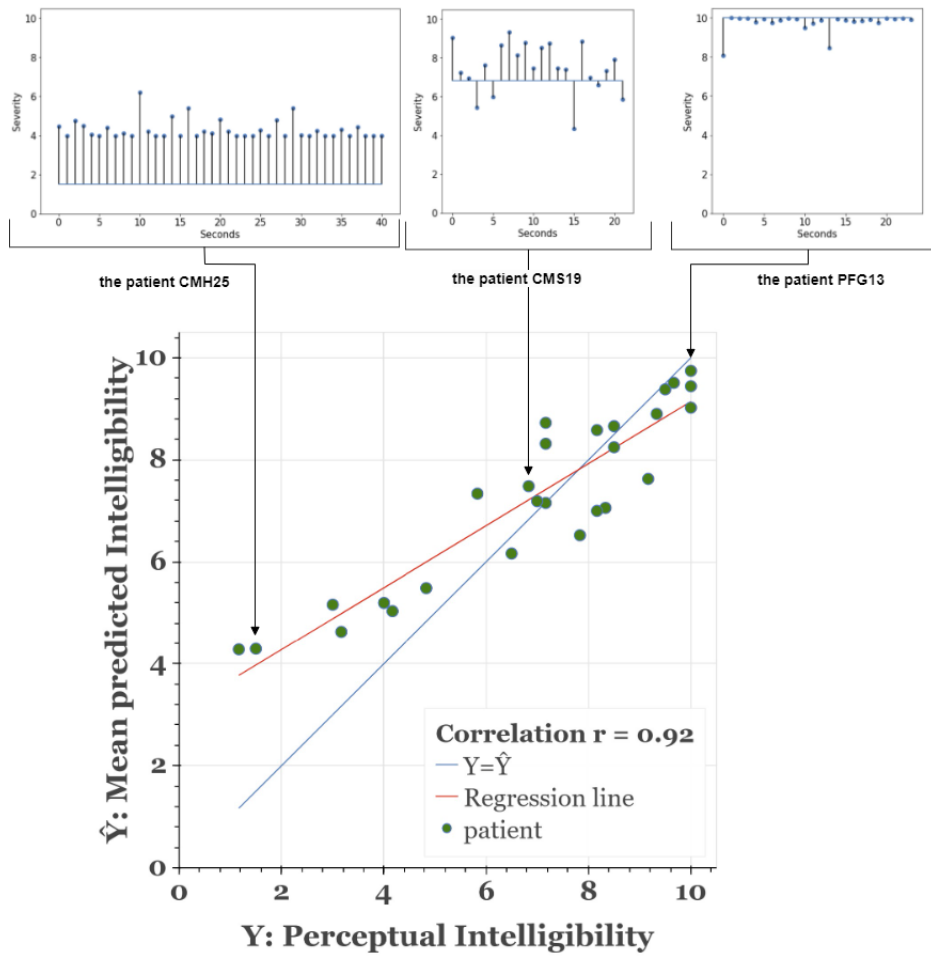 10
8
6
4
2
0
Severity
0 5 10 15 20 25 30 35 40
Seconds
10
8
6
4
2
0
Severity
0 5 10 15 20
Seconds
10
8
6
4
2
0
Severity
0 5 10 15 20
Seconds
the patient CMH25
the patient CMS19
the patient PFG13
10
8
6
4
2
0
Ŷ: Mean predicted Intelligibility
Correlation r = 0.92
Y=Ŷ
Regression line
patient
0 2 4 6 8 10
Y: Perceptual Intelligibility